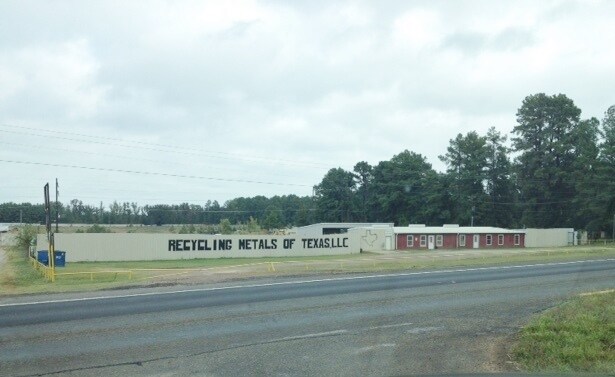 RECYCLING METALS OF TEXAS,LLC